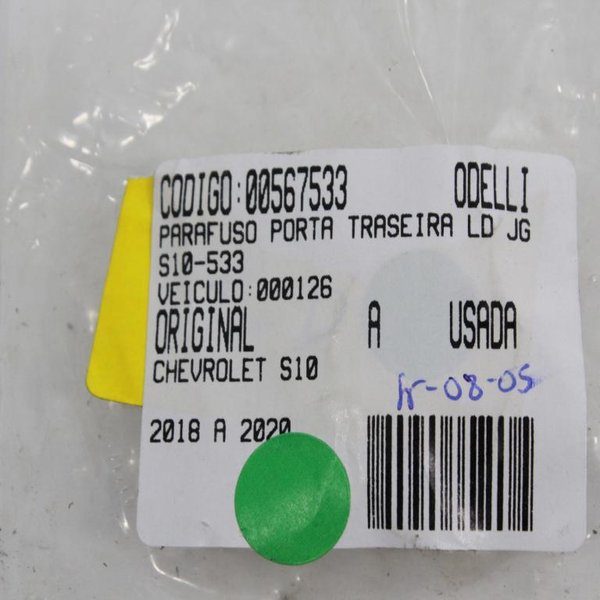 CODIGO:00567533 ODELLI
PARAFUSO PORTA TRASEIRA LD JG
S10-533
VEICULO:000126
ORIGINAL A USADA
CHEVROLET S10
2018 A 2020